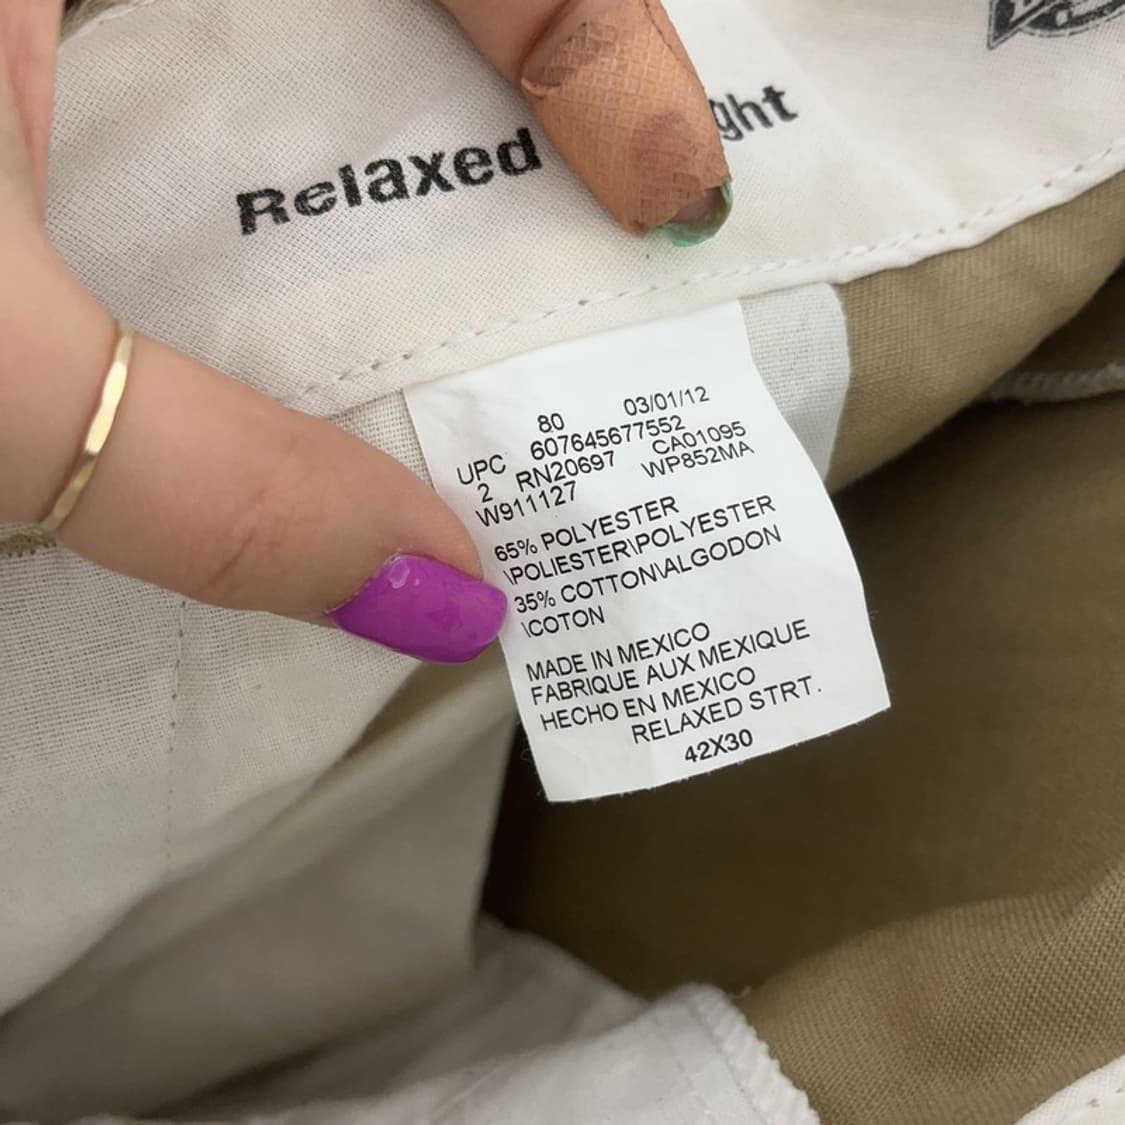 Relaxed
80 03/01/12
UPC 607645677552
2 RN20697 CA01095
W911127 WP852MA
65% POLYESTER
\POLIESTER\POLYESTER
35% COTTON\ALGODON
\COTON
MADE IN MEXICO
FABRIQUE AUX MEXIQUE
HECHO EN MEXICO
RELAXED STRT.
42X30